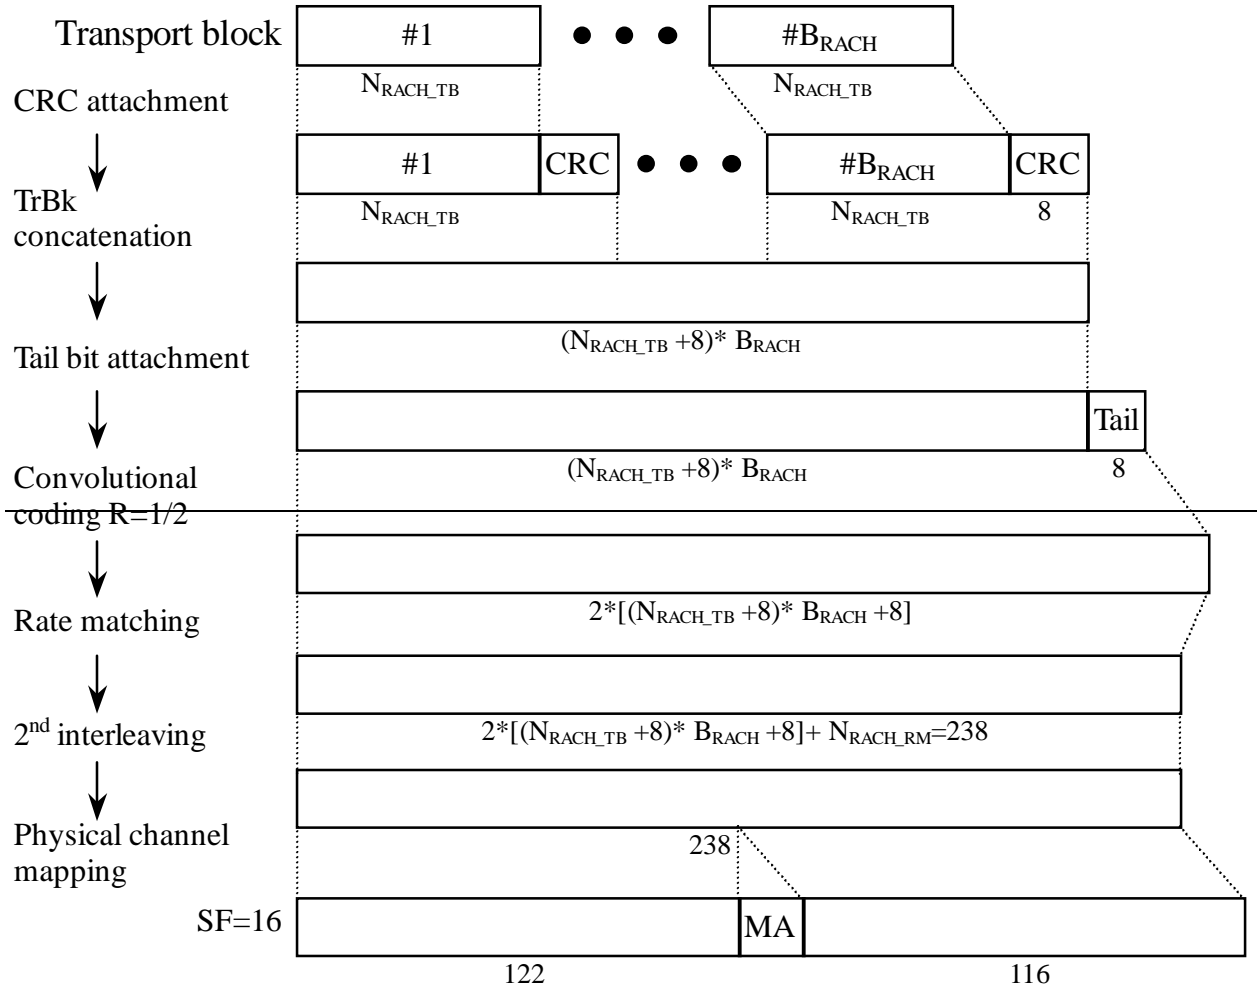 Transport block #1 #B_RACH
N_RACH_TB N_RACH_TB
CRC attachment
#1 CRC #B_RACH CRC
N_RACH_TB N_RACH_TB 8
TrBk
concatenation
(N_RACH_TB +8)* B_RACH
Tail bit attachment
Tail
(N_RACH_TB +8)* B_RACH 8
Convolutional
coding R=1/2
2*[(N_RACH_TB +8)* B_RACH +8]
Rate matching
2*[(N_RACH_TB +8)* B_RACH +8]+ N_RACH_RM=238
2nd interleaving
Physical channel
mapping
238
SF=16 MA
122 116